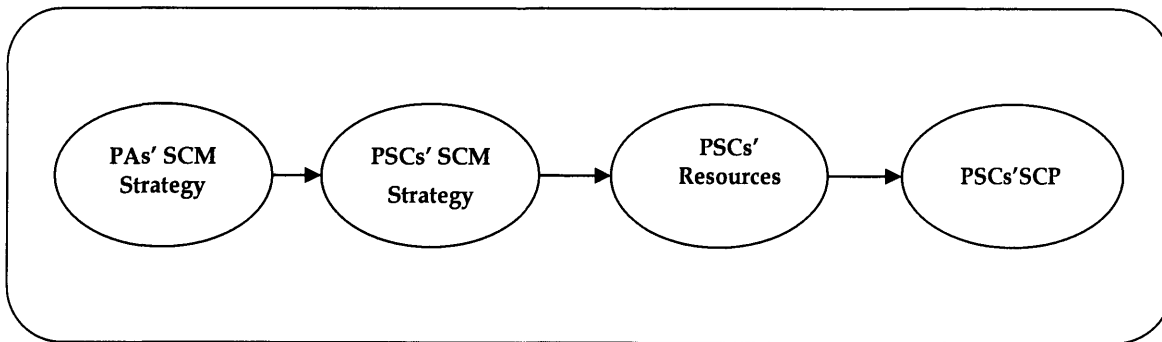 PAs' SCM
Strategy
PSCs' SCM
Strategy
PSCs'
Resources
PSCs'SCP